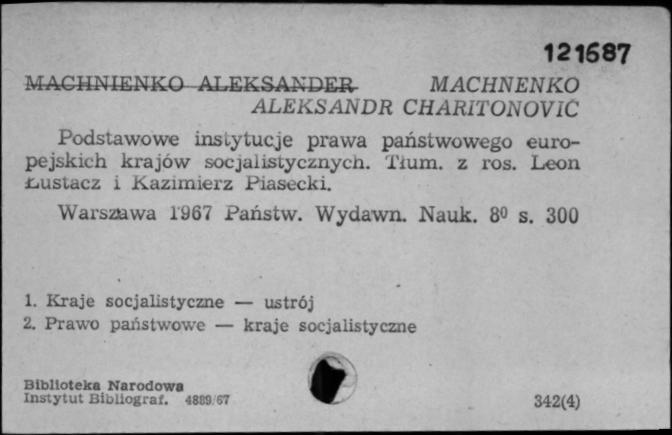 121687
MACHNIENKO ALEKSANDER MACHNENKO
ALEKSANDR CHARITONOVIČ
Podstawowe instytucje prawa państwowego euro-
pejskich krajów socjalistycznych. Tłum. z ros. Leon
Łustacz i Kazimierz Piasecki.
Warszawa 1967 Państw. Wydawn. Nauk. 8⁰ s. 300
1. Kraje socjalistyczne — ustrój
2. Prawo państwowe — kraje socjalistyczne
Biblioteka Narodowa
Instytut Bibliograf. 4889/67
342(4)